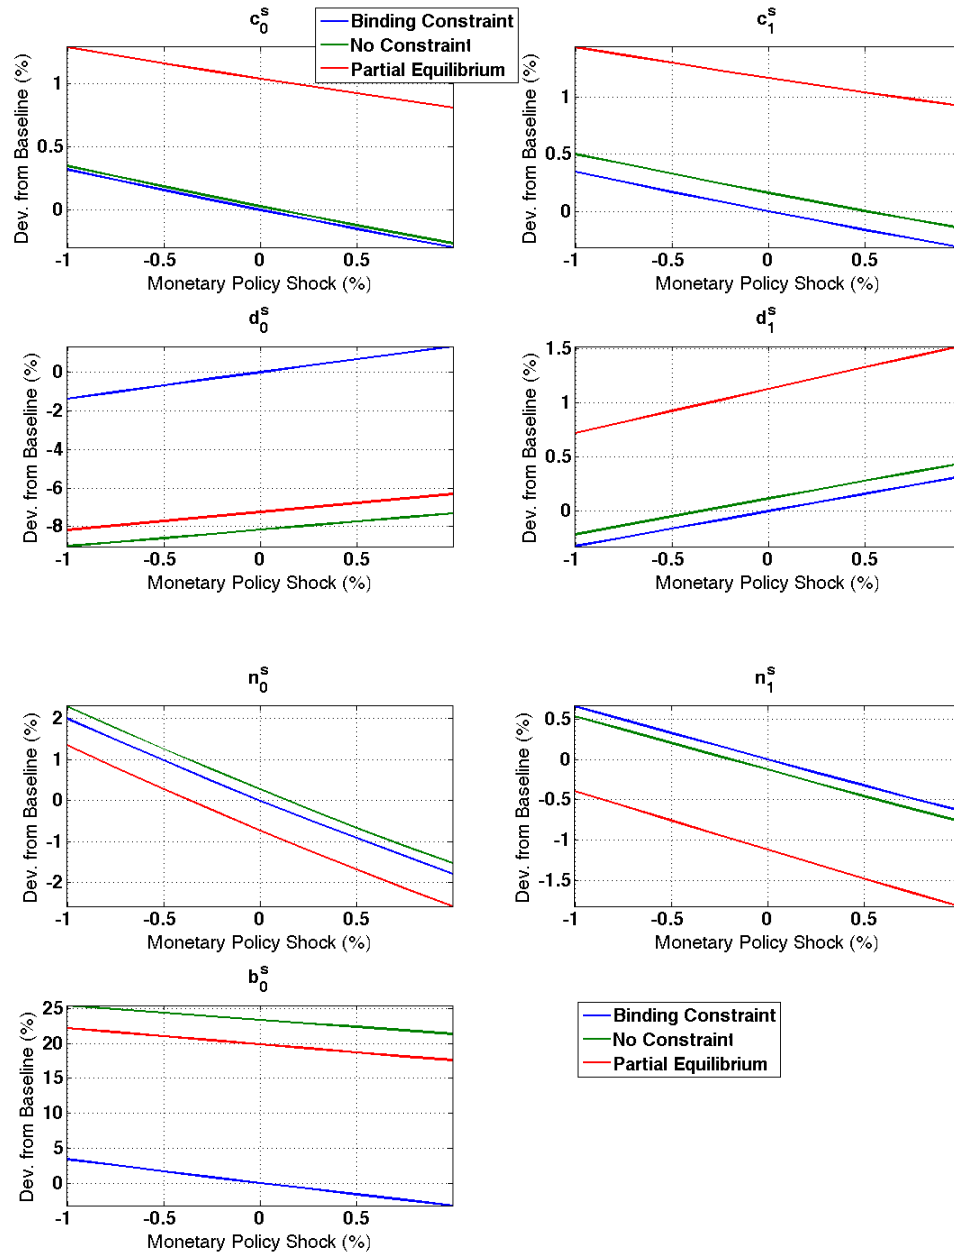 c_0^s
Binding Constraint
No Constraint
Partial Equilibrium
Dev. from Baseline (%)
1
0.5
0
-1
-0.5
0
0.5
Monetary Policy Shock (%)
c_1^s
Dev. from Baseline (%)
1
0.5
0
-1
-0.5
0
0.5
Monetary Policy Shock (%)
d_0^s
Dev. from Baseline (%)
0
-2
-4
-6
-8
-1
-0.5
0
0.5
Monetary Policy Shock (%)
d_1^s
Dev. from Baseline (%)
1.5
1
0.5
0
-1
-0.5
0
0.5
Monetary Policy Shock (%)
n_0^s
Dev. from Baseline (%)
2
1
0
-1
-2
-1
-0.5
0
0.5
Monetary Policy Shock (%)
n_1^s
Dev. from Baseline (%)
0.5
0
-0.5
-1
-1.5
-1
-0.5
0
0.5
Monetary Policy Shock (%)
b_0^s
Dev. from Baseline (%)
25
20
15
10
5
0
-1
-0.5
0
0.5
Monetary Policy Shock (%)
Binding Constraint
No Constraint
Partial Equilibrium